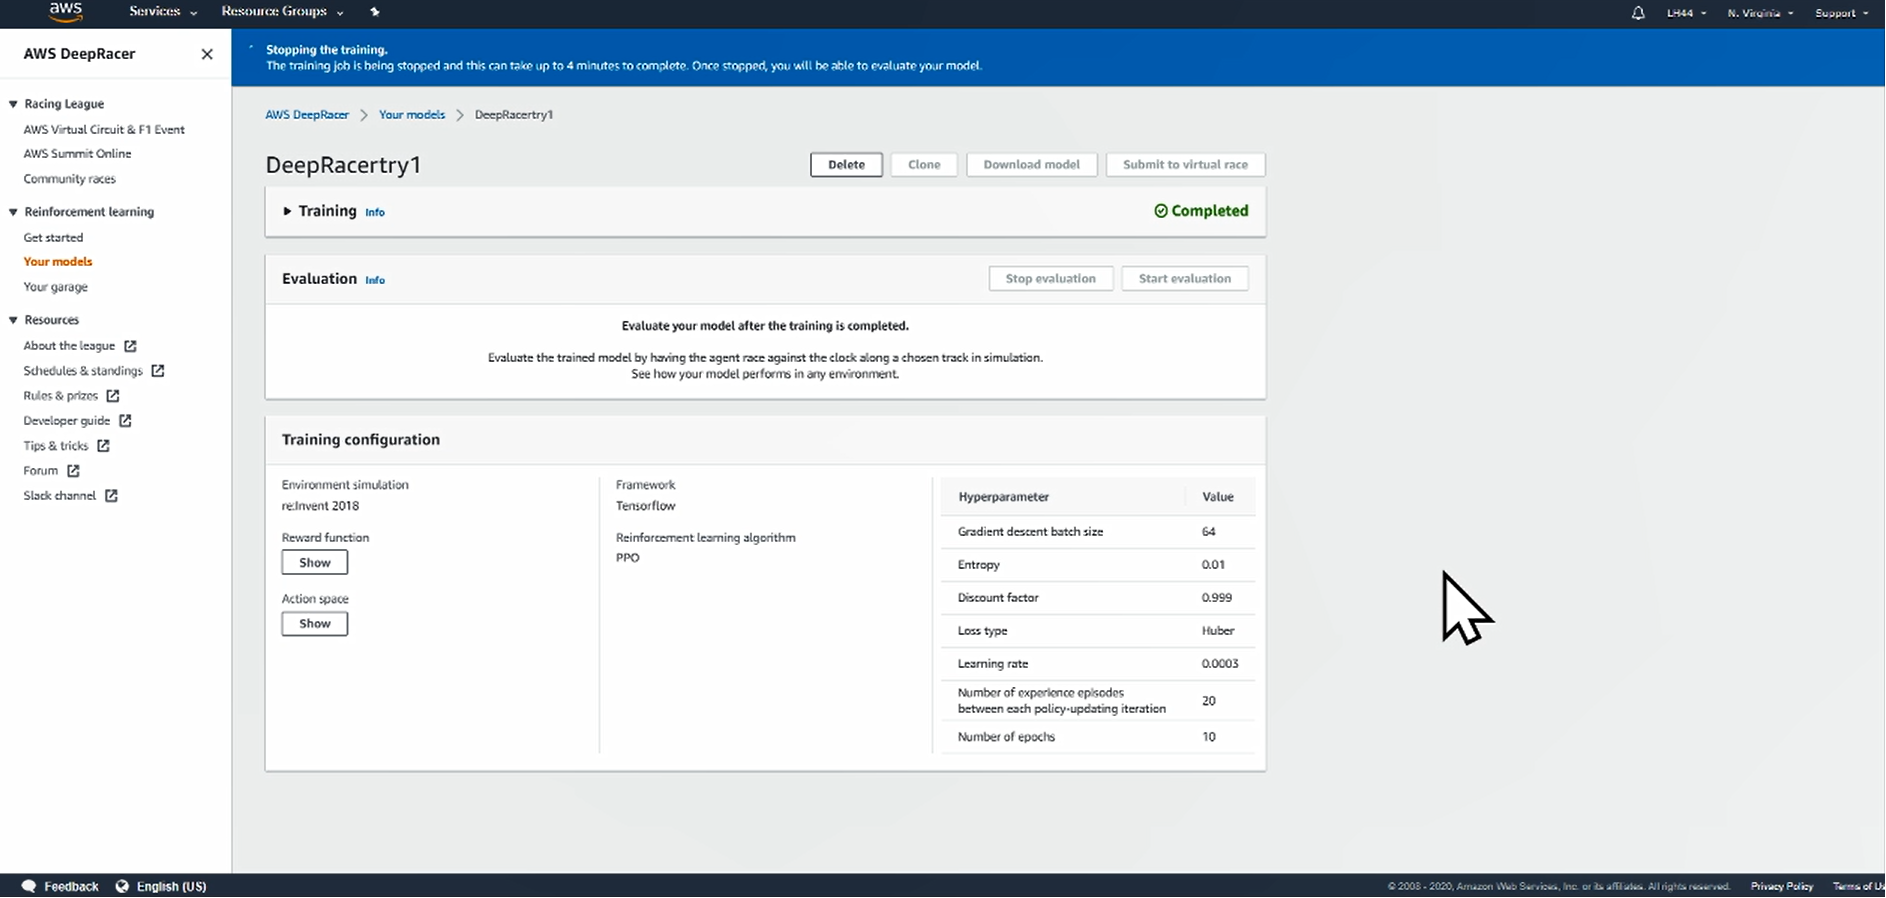 aws
Services
Resource Groups
LH44
N. Virginia
Support
AWS DeepRacer
Racing League
AWS Virtual Circuit & F1 Event
AWS Summit Online
Community races
Reinforcement learning
Get started
Your models
Your garage
Resources
About the league
Schedules & standings
Rules & prizes
Developer guide
Tips & tricks
Forum
Slack channel
Stopping the training.
The training job is being stopped and this can take up to 4 minutes to complete. Once stopped, you will be able to evaluate your model.
AWS DeepRacer > Your models > DeepRacertry1
DeepRacertry1
Delete
Clone
Download model
Submit to virtual race
Training Info
Completed
Evaluation Info
Stop evaluation
Start evaluation
Evaluate your model after the training is completed.
Evaluate the trained model by having the agent race against the clock along a chosen track in simulation.
See how your model performs in any environment.
Training configuration
Environment simulation
re:Invent 2018
Reward function
Show
Action space
Show
Framework
Tensorflow
Reinforcement learning algorithm
PPO
Hyperparameter Value
Gradient descent batch size 64
Entropy 0.01
Discount factor 0.999
Loss type Huber
Learning rate 0.0003
Number of experience episodes
between each policy-updating iteration 20
Number of epochs 10
Feedback
English (US)
© 2008 - 2020, Amazon Web Services, Inc. or its affiliates. All rights reserved.
Privacy Policy
Terms of Us